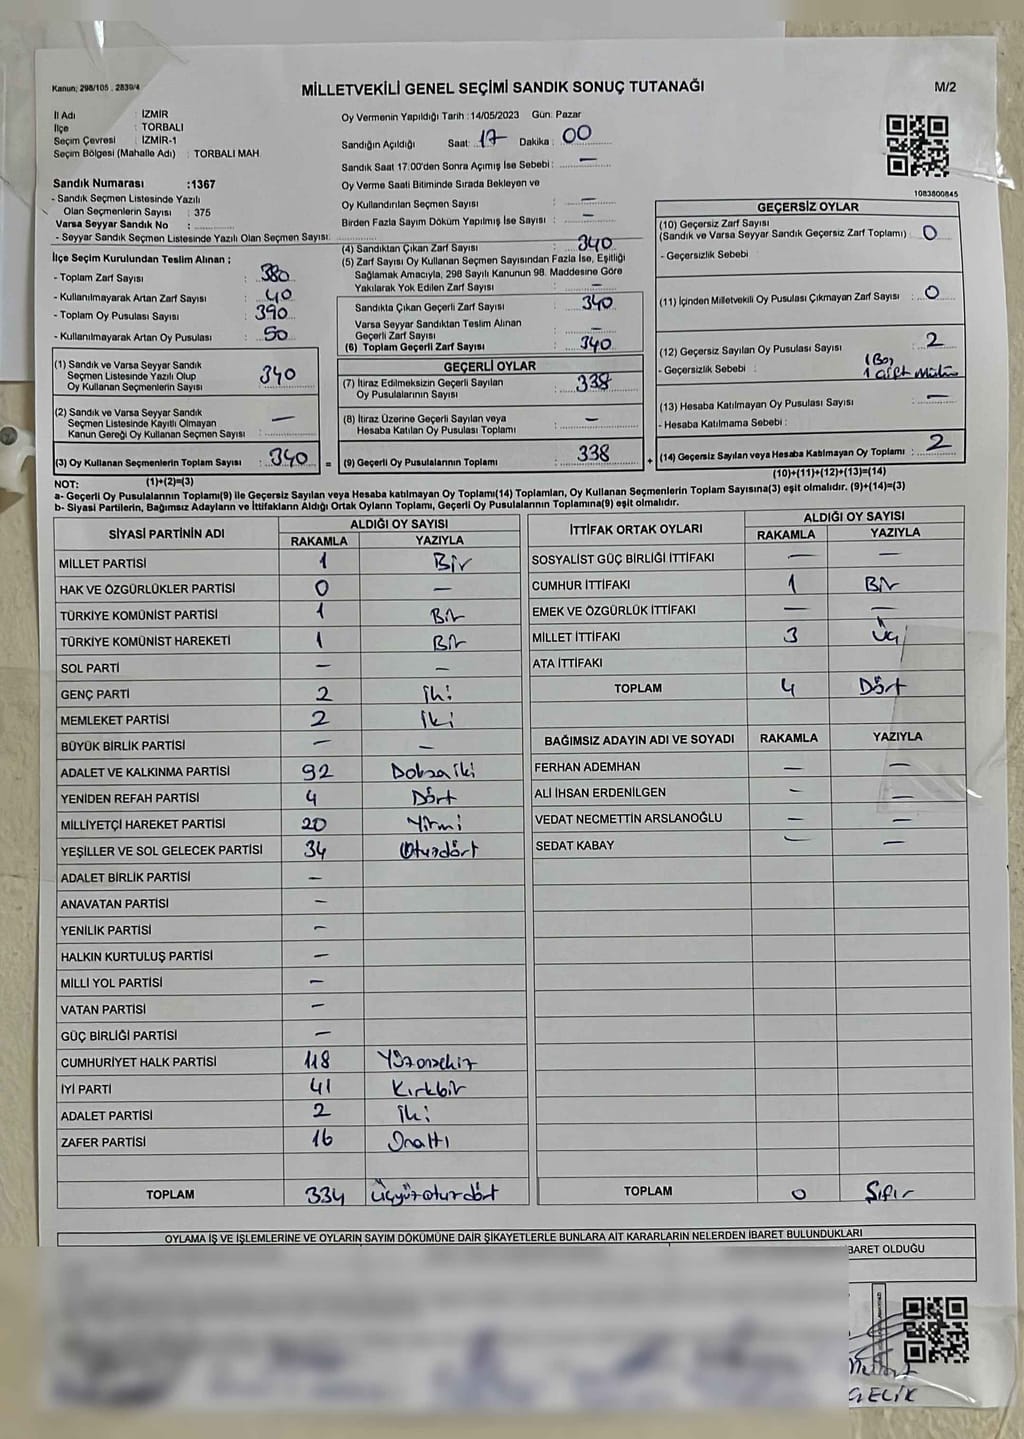 Kanun; 298/105 , 2839/4
MİLLETVEKİLİ GENEL SEÇİMİ SANDIK SONUÇ TUTANAĞI
M/2
İl Adı : İZMİR
İlçe : TORBALI
Seçim Çevresi : İZMİR-1
Seçim Bölgesi (Mahalle Adı) : TORBALI MAH.
Sandık Numarası :1367
- Sandık Seçmen Listesinde Yazılı
Olan Seçmenlerin Sayısı : 375
Varsa Seyyar Sandık No :
- Seyyar Sandık Seçmen Listesinde Yazılı Olan Seçmen Sayısı:
İlçe Seçim Kurulundan Teslim Alınan ;
- Toplam Zarf Sayısı : 380
- Kullanılmayarak Artan Zarf Sayısı : 40
- Toplam Oy Pusulası Sayısı : 390
- Kullanılmayarak Artan Oy Pusulası : 50
(1) Sandık ve Varsa Seyyar Sandık
Seçmen Listesinde Yazılı Olup
Oy Kullanan Seçmenlerin Sayısı : 340
(2) Sandık ve Varsa Seyyar Sandık
Seçmen Listesinde Kayıtlı Olmayan
Kanun Gereği Oy Kullanan Seçmen Sayısı : —
(3) Oy Kullanan Seçmenlerin Toplam Sayısı : 340 =
(1)+(2)=(3)
Oy Vermenin Yapıldığı Tarih : 14/05/2023 Gün: Pazar
Sandığın Açıldığı Saat: 17 Dakika : 00
Sandık Saat 17:00'den Sonra Açımış İse Sebebi : —
Oy Verme Saati Bitiminde Sırada Bekleyen ve
Oy Kullandırılan Seçmen Sayısı : —
Birden Fazla Sayım Döküm Yapılmış İse Sayısı : —
(4) Sandıktan Çıkan Zarf Sayısı : 340
(5) Zarf Sayısı Oy Kullanan Seçmen Sayısından Fazla İse, Eşitliği
Sağlamak Amacıyla, 298 Sayılı Kanunun 98. Maddesine Göre
Yakılarak Yok Edilen Zarf Sayısı : —
Sandıkta Çıkan Geçerli Zarf Sayısı : 340
Varsa Seyyar Sandıktan Teslim Alınan
Geçerli Zarf Sayısı : —
(6) Toplam Geçerli Zarf Sayısı : 340
GEÇERLİ OYLAR
(7) İtiraz Edilmeksizin Geçerli Sayılan
Oy Pusulalarının Sayısı : 338
(8) İtiraz Üzerine Geçerli Sayılan veya
Hesaba Katılan Oy Pusulası Toplamı : —
(9) Geçerli Oy Pusulalarının Toplamı : 338 +
1083800845
GEÇERSİZ OYLAR
(10) Geçersiz Zarf Sayısı
(Sandık ve Varsa Seyyar Sandık Geçersiz Zarf Toplamı) : 0
- Geçersizlik Sebebi :
(11) İçinden Milletvekili Oy Pusulası Çıkmayan Zarf Sayısı : 0
(12) Geçersiz Sayılan Oy Pusulası Sayısı : 2
- Geçersizlik Sebebi : 1 Boş
1 Çift Mühür
(13) Hesaba Katılmayan Oy Pusulası Sayısı : —
- Hesaba Katılmama Sebebi :
(14) Geçersiz Sayılan veya Hesaba Katılmayan Oy Toplamı : 2
(10)+(11)+(12)+(13)=(14)
NOT:
a- Geçerli Oy Pusulalarının Toplamı(9) ile Geçersiz Sayılan veya Hesaba katılmayan Oy Toplamı(14) Toplamları, Oy Kullanan Seçmenlerin Toplam Sayısına(3) eşit olmalıdır. (9)+(14)=(3)
b- Siyasi Partilerin, Bağımsız Adayların ve İttifakların Aldığı Oyların Ortak Toplamı, Geçerli Oy Pusulalarının Toplamına(9) eşit olmalıdır.
SİYASİ PARTİNİN ADI ALDIĞI OY SAYISI
RAKAMLA YAZIYLA
MİLLET PARTİSİ 1 Bir
HAK VE ÖZGÜRLÜKLER PARTİSİ 0 —
TÜRKİYE KOMÜNİST PARTİSİ 1 Bir
TÜRKİYE KOMÜNİST HAREKETİ 1 Bir
SOL PARTİ — —
GENÇ PARTİ 2 İki
MEMLEKET PARTİSİ 2 İki
BÜYÜK BİRLİK PARTİSİ — —
ADALET VE KALKINMA PARTİSİ 92 Doksaiki
YENİDEN REFAH PARTİSİ 4 Dört
MİLLİYETÇİ HAREKET PARTİSİ 20 Yirmi
YEŞİLLER VE SOL GELECEK PARTİSİ 34 Otuzdört
ADALET BİRLİK PARTİSİ —
ANAVATAN PARTİSİ —
YENİLİK PARTİSİ —
HALKIN KURTULUŞ PARTİSİ —
MİLLİ YOL PARTİSİ —
VATAN PARTİSİ —
GÜÇ BİRLİĞİ PARTİSİ —
CUMHURİYET HALK PARTİSİ 118 Yüzonsekiz
İYİ PARTİ 41 Kırkbir
ADALET PARTİSİ 2 İki
ZAFER PARTİSİ 16 Onaltı
TOPLAM 334 Üçyüzoturdört
İTTİFAK ORTAK OYLARI ALDIĞI OY SAYISI
RAKAMLA YAZIYLA
SOSYALİST GÜÇ BİRLİĞİ İTTİFAKI — —
CUMHUR İTTİFAKI 1 Bir
EMEK VE ÖZGÜRLÜK İTTİFAKI — —
MİLLET İTTİFAKI 3 Üç
ATA İTTİFAKI
TOPLAM 4 Dört
BAĞIMSIZ ADAYIN ADI VE SOYADI RAKAMLA YAZIYLA
FERHAN ADEMHAN — —
ALİ İHSAN ERDENİLGEN — —
VEDAT NECMETTİN ARSLANOĞLU — —
SEDAT KABAY — —
TOPLAM 0 Sıfır
OYLAMA İŞ VE İŞLEMLERİNE VE OYLARIN SAYIM DÖKÜMÜNE DAİR ŞİKAYETLERLE BUNLARA AİT KARARLARIN NELERDEN İBARET BULUNDUKLARI
BARET OLDUĞU
ÇELİK